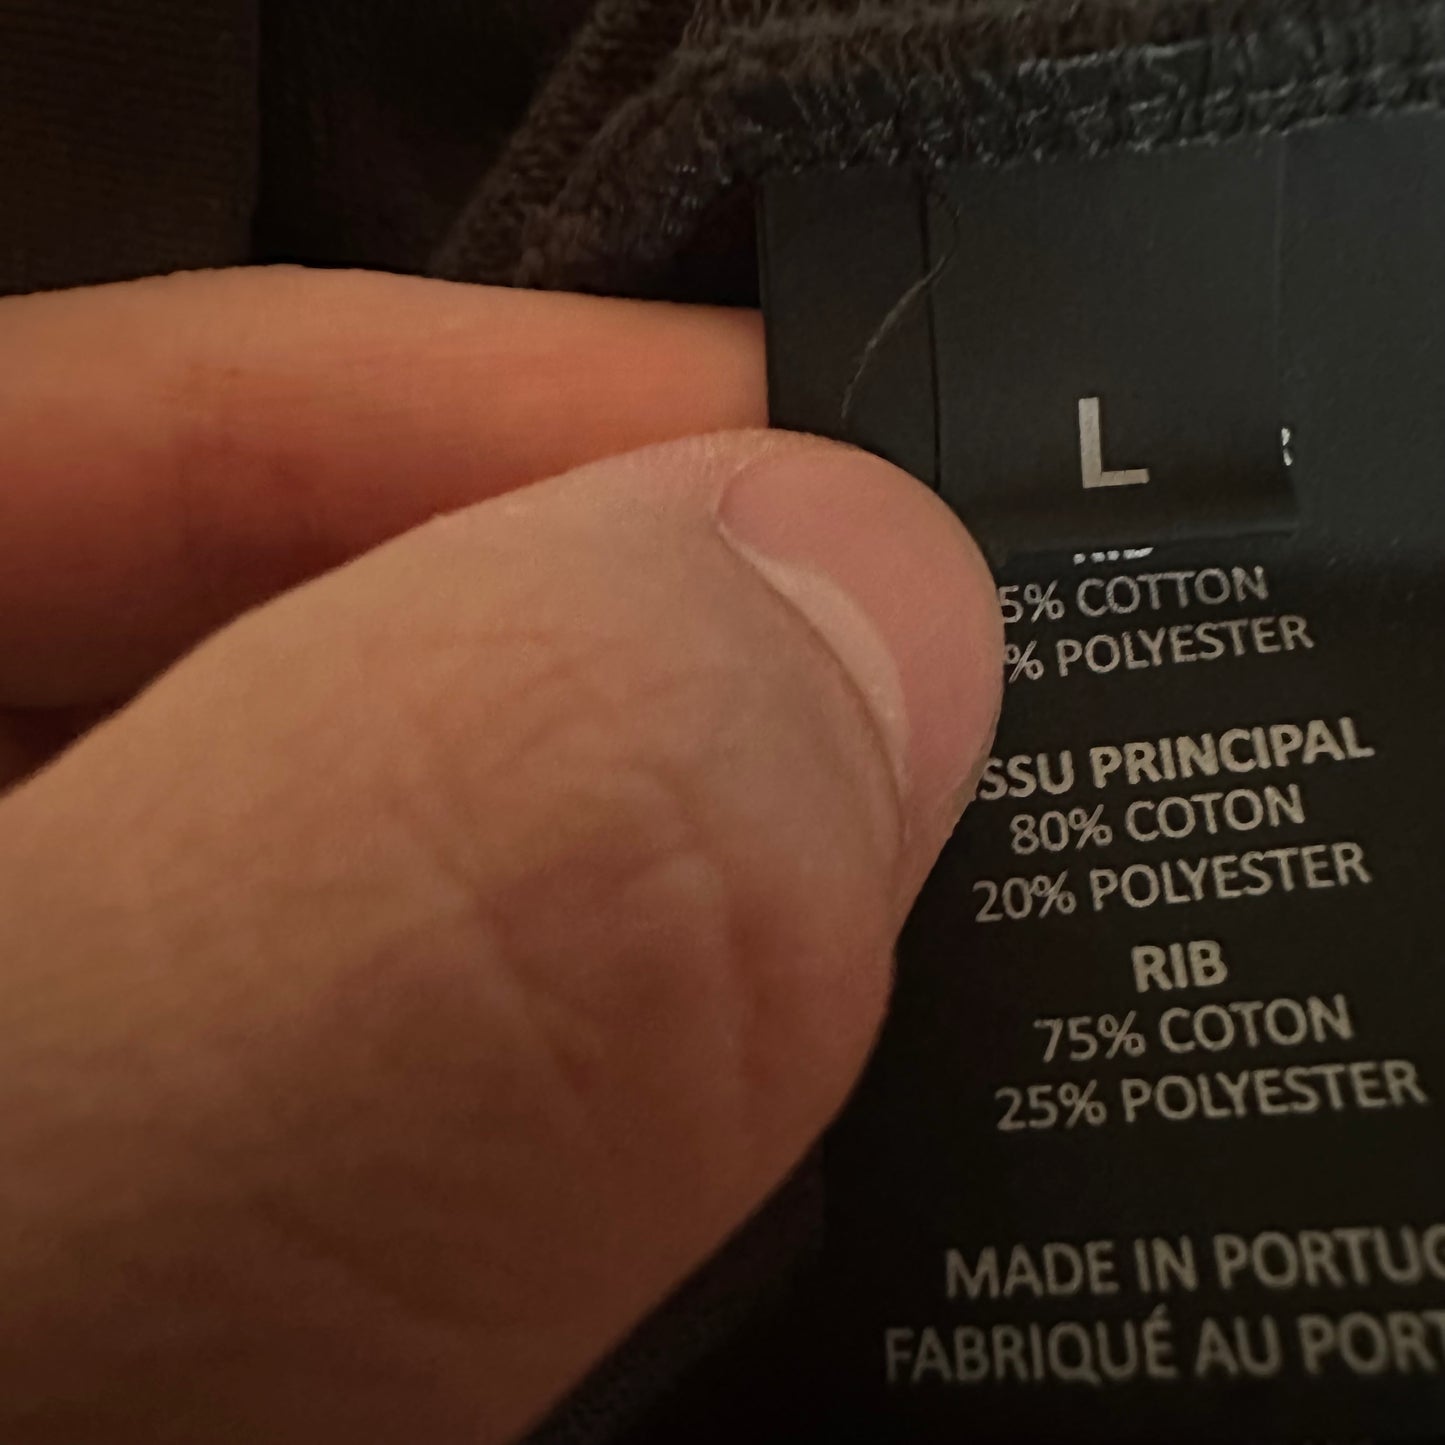 L
5% COTTON
% POLYESTER
SSU PRINCIPAL
80% COTON
20% POLYESTER
RIB
75% COTON
25% POLYESTER
MADE IN PORTUG
FABRIQUÉ AU PORT